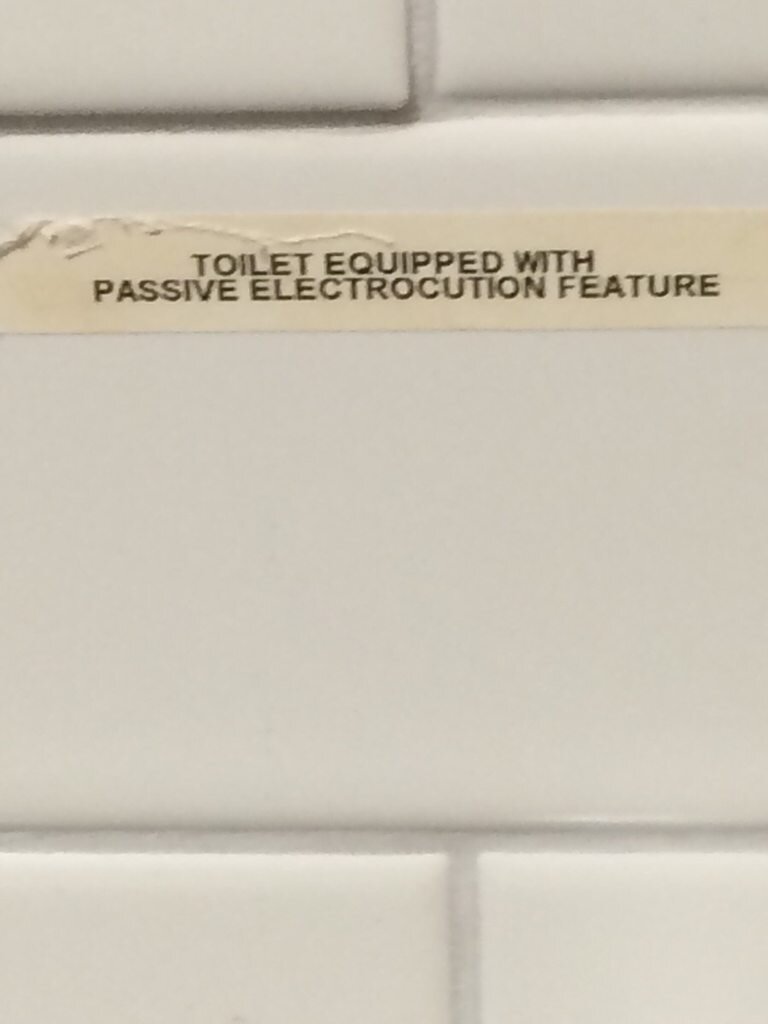 TOILET EQUIPPED WITH
PASSIVE ELECTROCUTION FEATURE